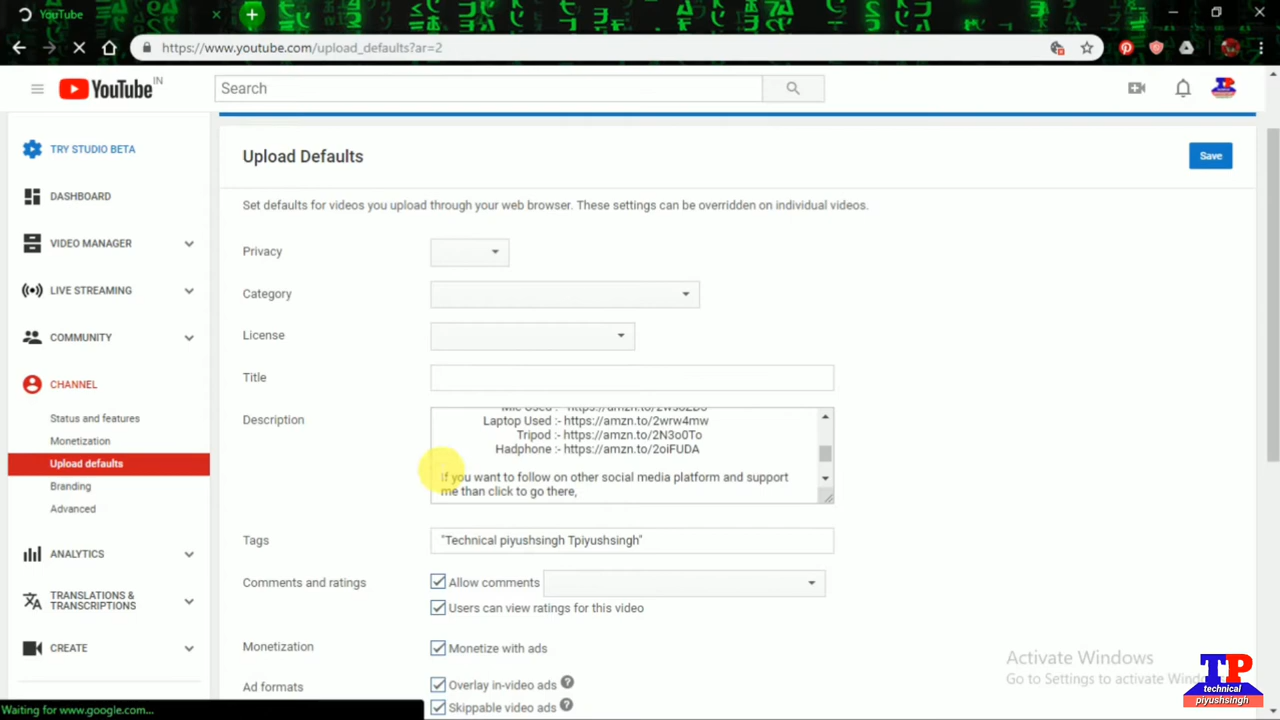 YouTube
https://www.youtube.com/upload_defaults?ar=2
YouTube IN
Search
TRY STUDIO BETA
DASHBOARD
VIDEO MANAGER
LIVE STREAMING
COMMUNITY
CHANNEL
Status and features
Monetization
Upload defaults
Branding
Advanced
ANALYTICS
TRANSLATIONS &
TRANSCRIPTIONS
CREATE
Upload Defaults
Save
Set defaults for videos you upload through your web browser. These settings can be overridden on individual videos.
Privacy
Category
License
Title
Description
Laptop Used :- https://amzn.to/2wrw4mw
Tripod :- https://amzn.to/2N3o0To
Hadphone :- https://amzn.to/2oiFUDA
If you want to follow on other social media platform and support
me than click to go there,
Tags
"Technical piyushsingh Tpiyushsingh"
Comments and ratings
Allow comments
Users can view ratings for this video
Monetization
Monetize with ads
Ad formats
Overlay in-video ads ?
Skippable video ads ?
Activate Windows
Go to Settings to activate Windows
TP
technical
piyushsingh
Waiting for www.google.com...